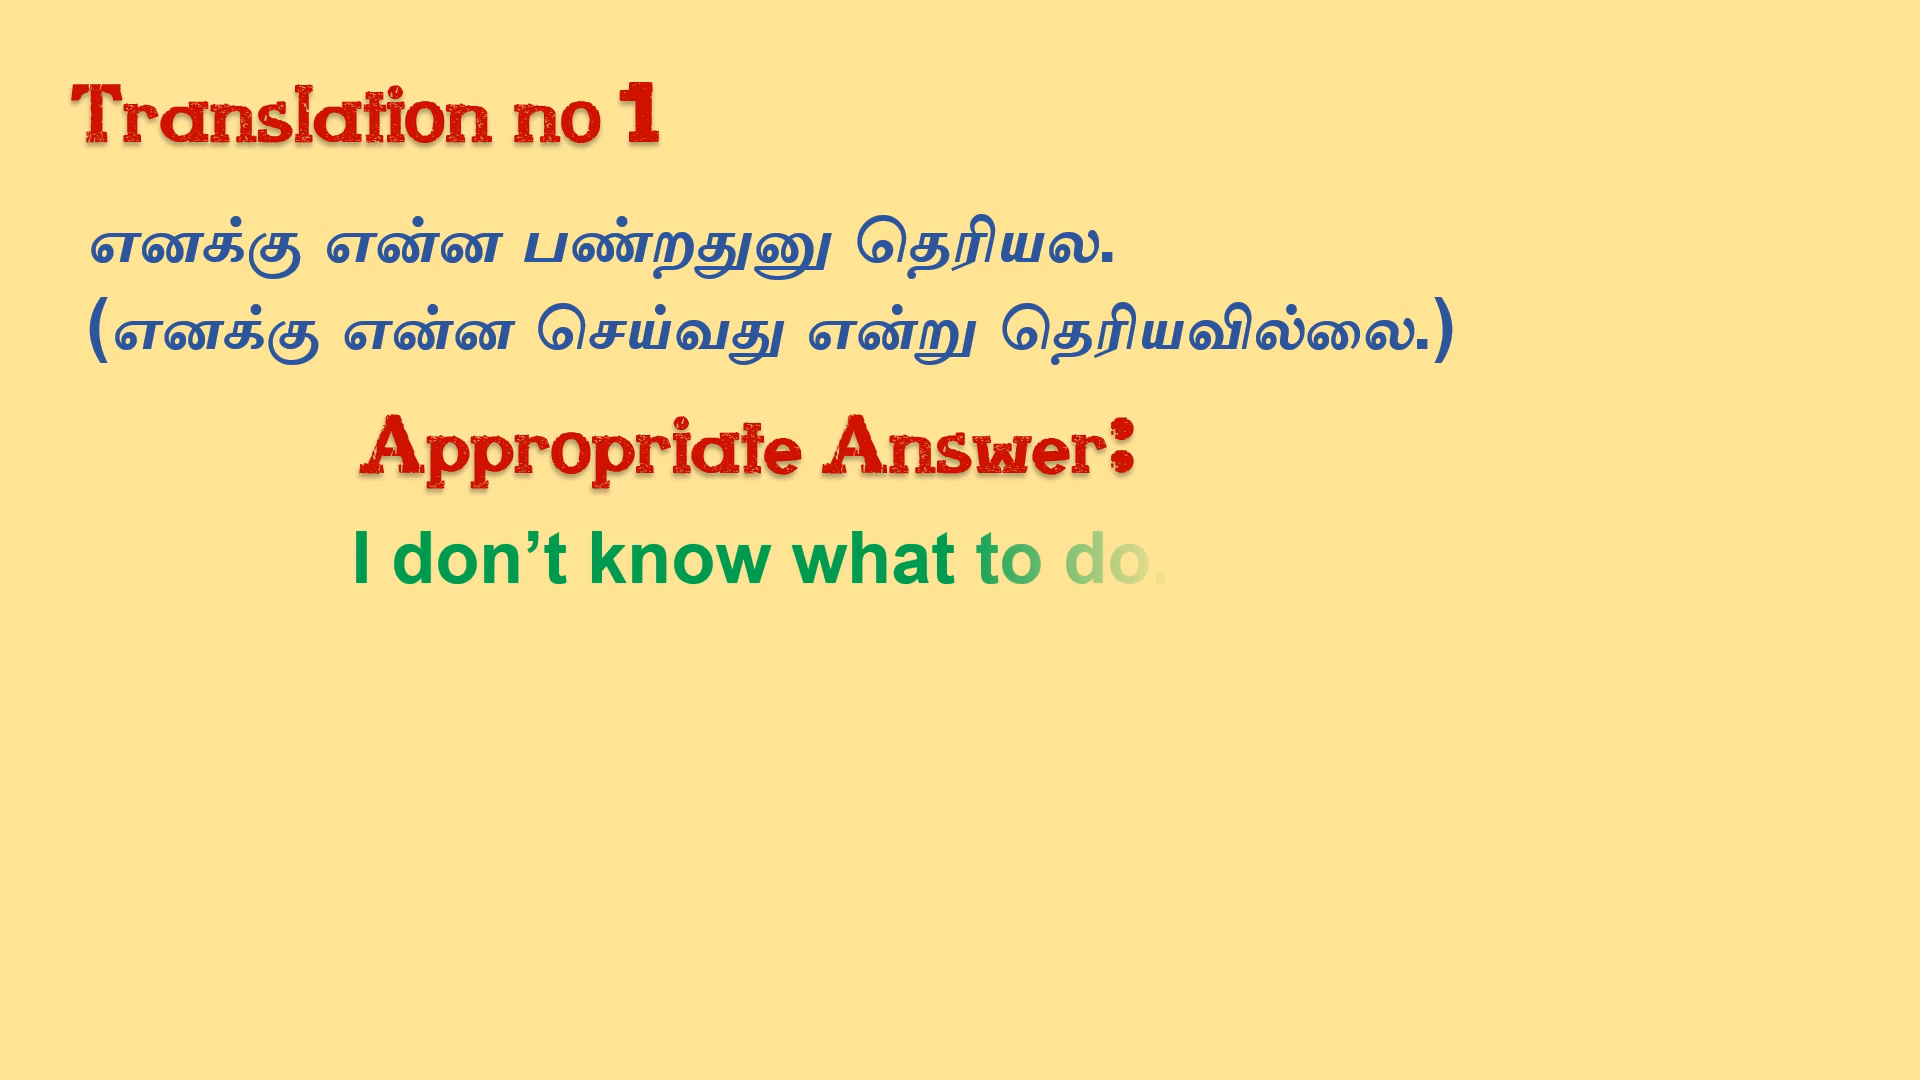 Translation no 1
எனக்கு என்ன பண்றதுனு தெரியல.
(எனக்கு என்ன செய்வது என்று தெரியவில்லை.)
Appropriate Answer:
I don’t know what to do.